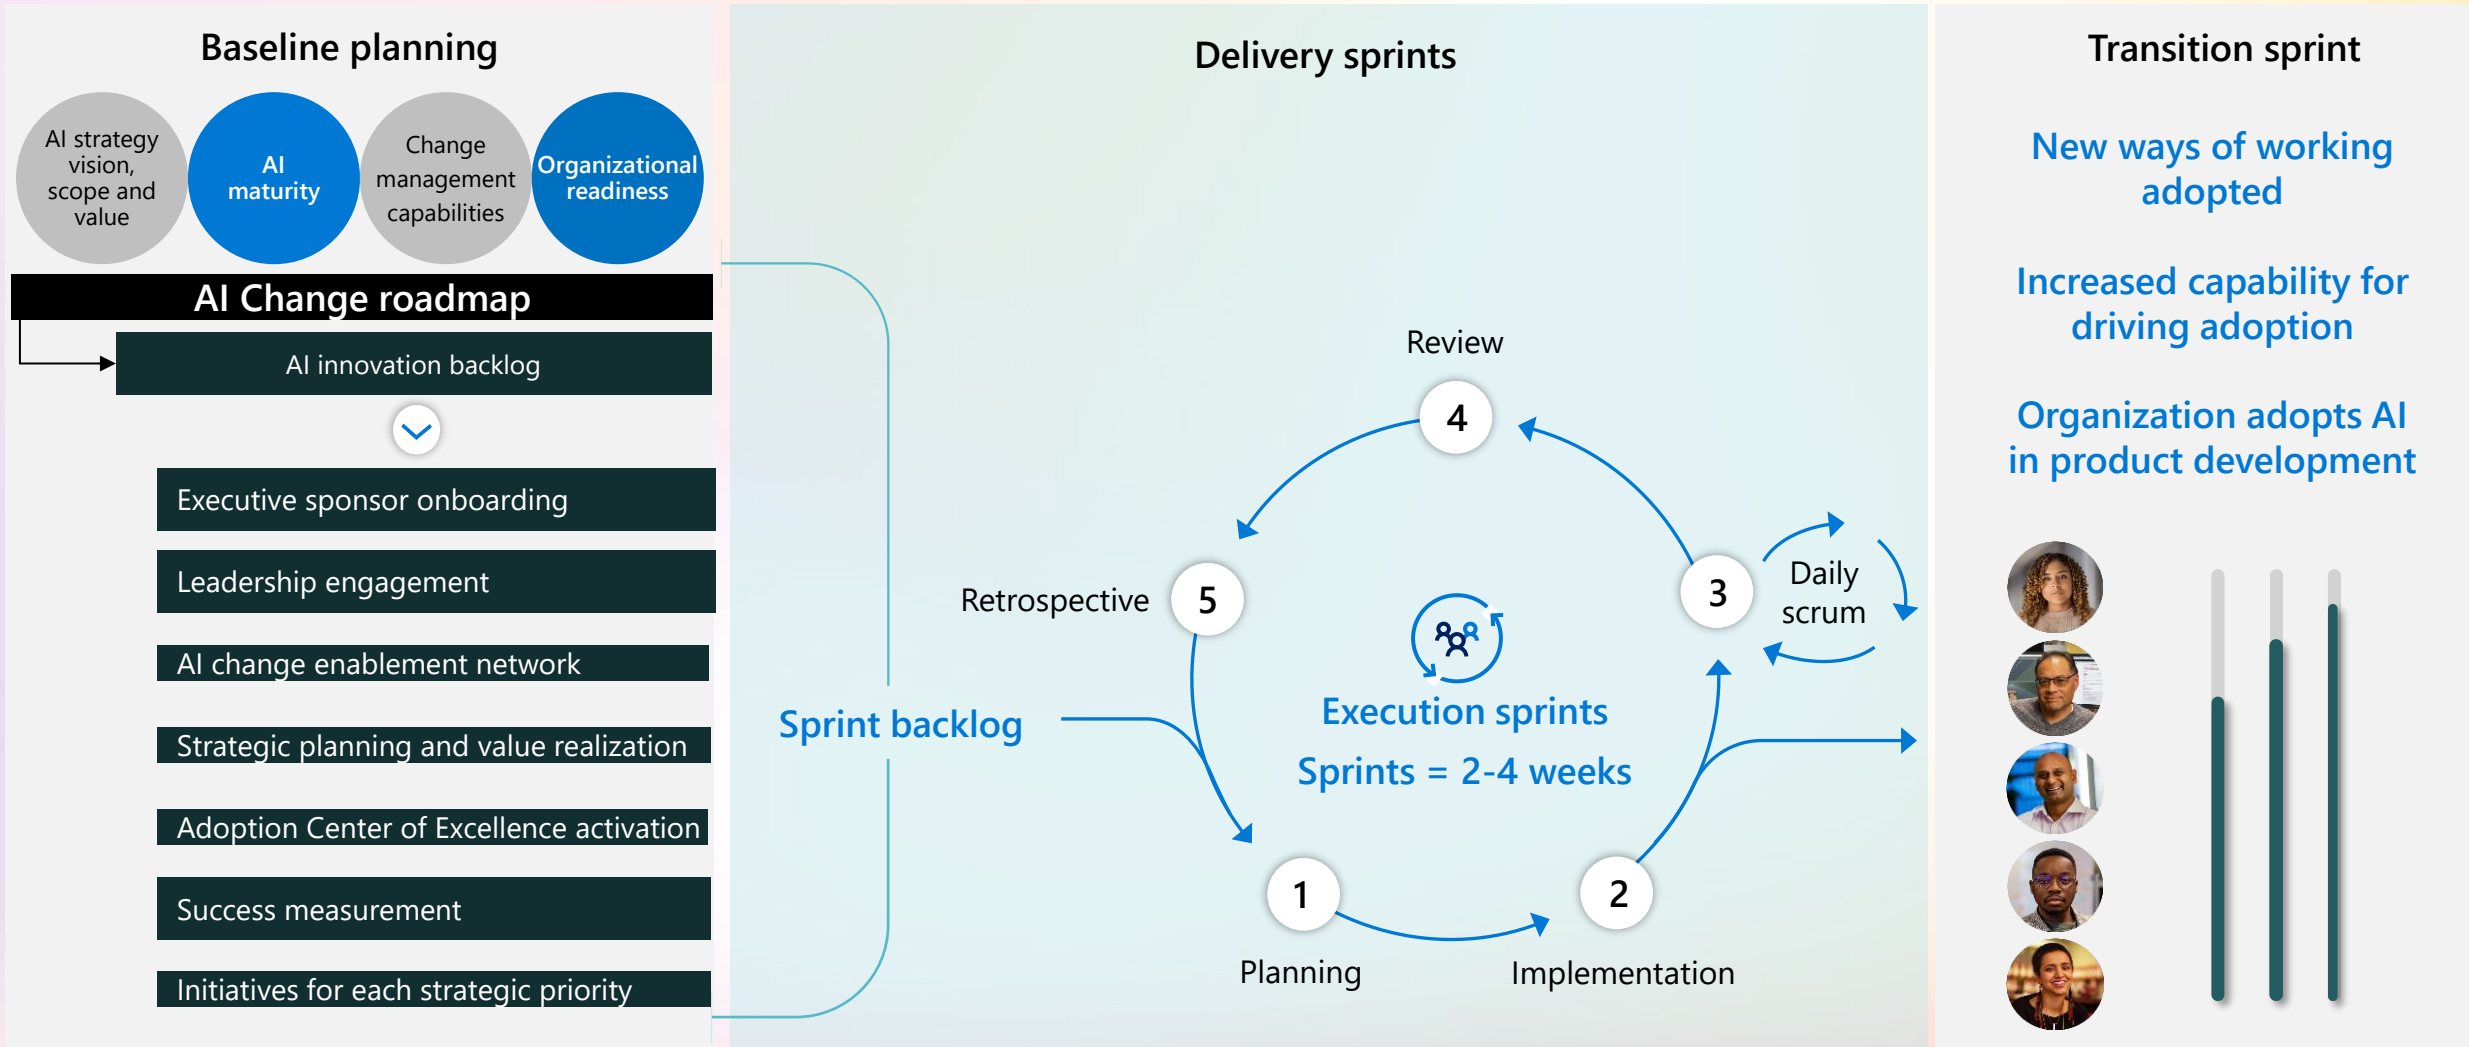 Baseline planning
AI strategy
vision,
scope and
value
AI
maturity
Change
management
capabilities
Organizational
readiness
AI Change roadmap
AI innovation backlog
Executive sponsor onboarding
Leadership engagement
AI change enablement network
Strategic planning and value realization
Adoption Center of Excellence activation
Success measurement
Initiatives for each strategic priority
Delivery sprints
Sprint backlog
Review
4
Retrospective
5
3
Daily
scrum
Execution sprints
Sprints = 2-4 weeks
1
2
Planning
Implementation
Transition sprint
New ways of working
adopted
Increased capability for
driving adoption
Organization adopts AI
in product development